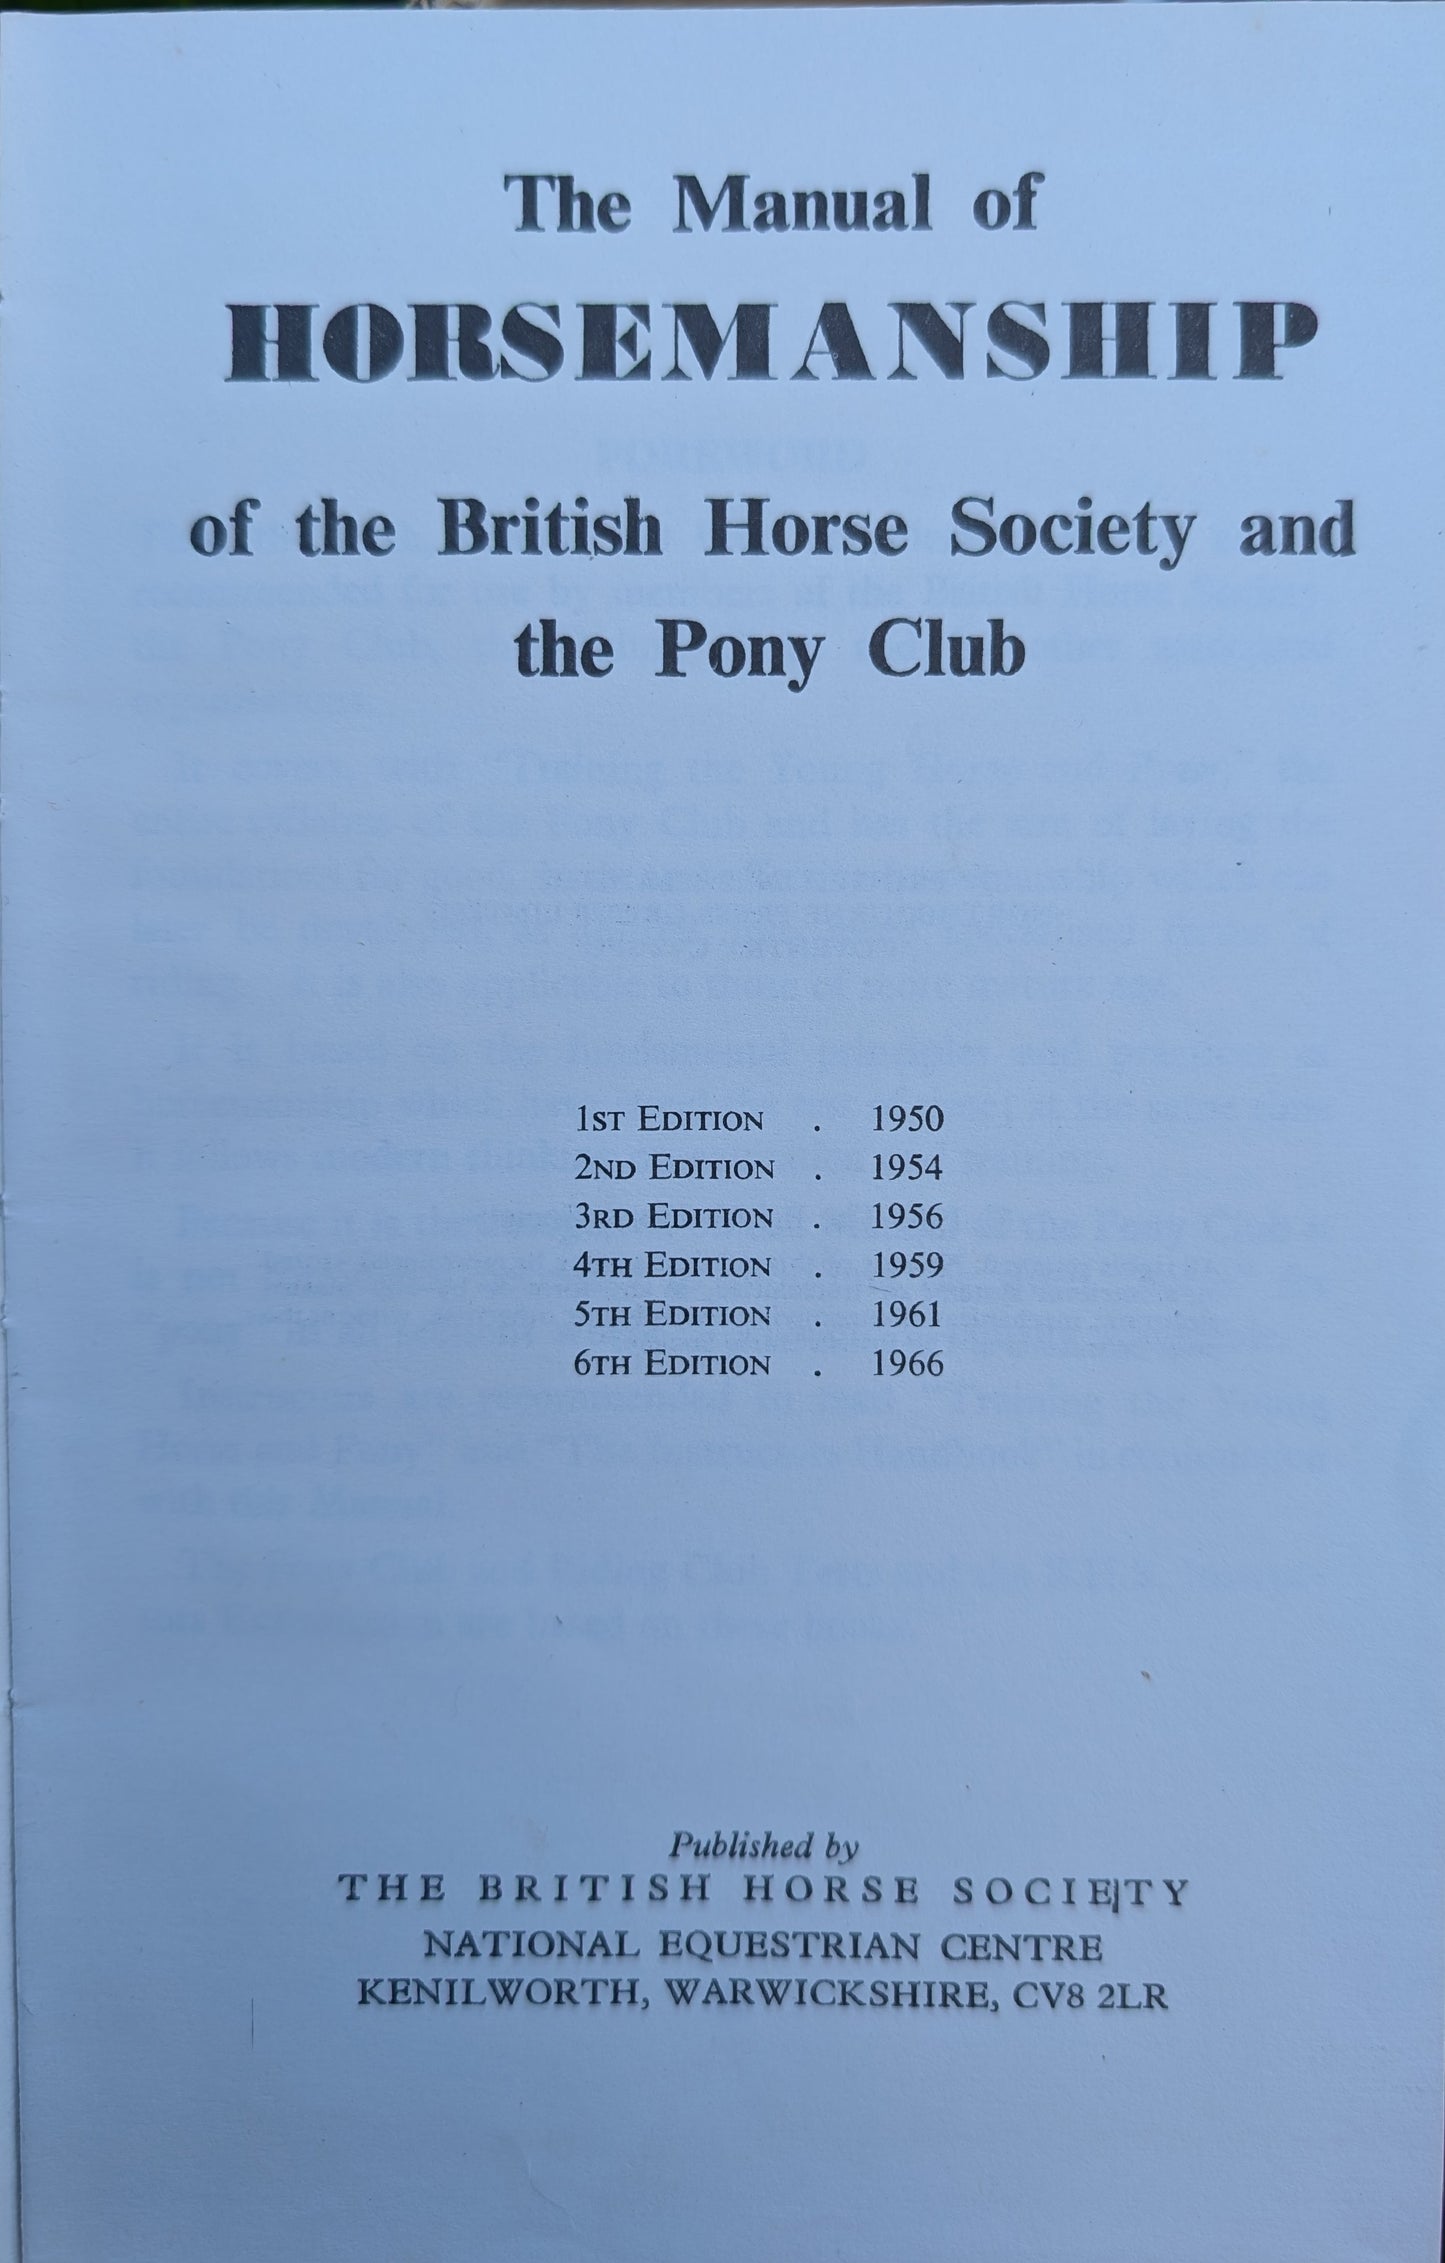 The Manual of
HORSEMANSHIP
of the British Horse Society and
the Pony Club
1ST EDITION . 1950
2ND EDITION . 1954
3RD EDITION . 1956
4TH EDITION . 1959
5TH EDITION . 1961
6TH EDITION . 1966
Published by
THE BRITISH HORSE SOCIETY
NATIONAL EQUESTRIAN CENTRE
KENILWORTH, WARWICKSHIRE, CV8 2LR